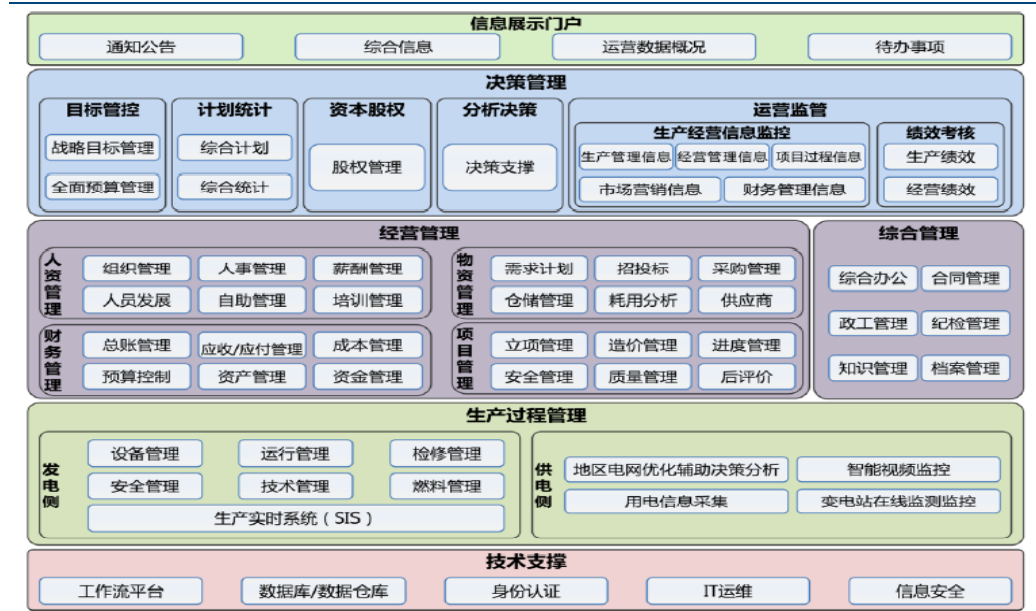 信息展示门户
通知公告 综合信息 运营数据概况 待办事项
决策管理
目标管控 计划统计 资本股权 分析决策 运营监管
生产经营信息监控 绩效考核
战略目标管理 综合计划 股权管理 决策支撑 生产管理信息 经营管理信息 项目过程信息 生产绩效
全面预算管理 综合统计 市场营销信息 财务管理信息 经营绩效
经营管理 综合管理
人资管理
组织管理 人事管理 薪酬管理
人员发展 自助管理 培训管理
物资管理
需求计划 招投标 采购管理
仓储管理 耗用分析 供应商
财务管理
总账管理 应收/应付管理 成本管理
预算控制 资产管理 资金管理
项目管理
立项管理 造价管理 进度管理
安全管理 质量管理 后评价
综合办公 合同管理
政工管理 纪检管理
知识管理 档案管理
生产过程管理
发电侧
设备管理 运行管理 检修管理
安全管理 技术管理 燃料管理
生产实时系统（SIS）
供电侧
地区电网优化辅助决策分析 智能视频监控
用电信息采集 变电站在线监测监控
技术支撑
工作流平台 数据库/数据仓库 身份认证 IT运维 信息安全